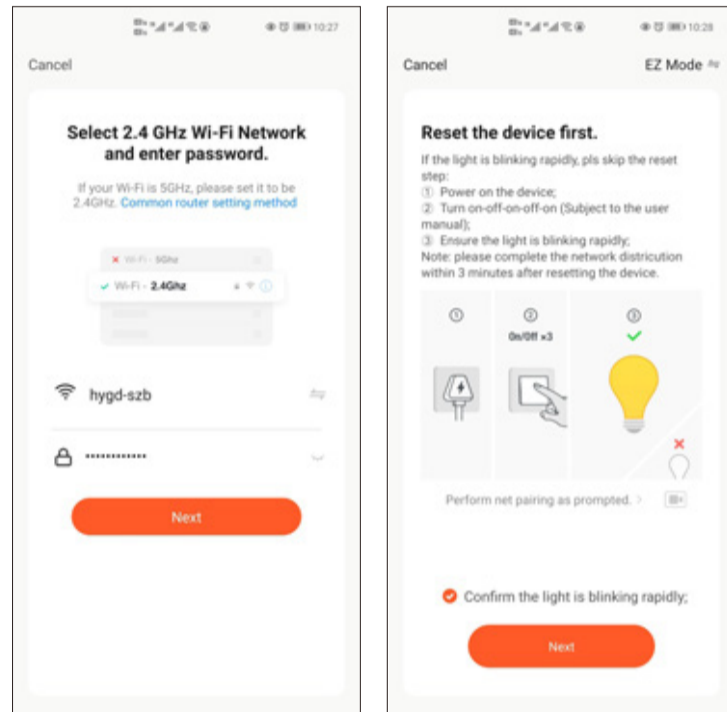 10:27
Cancel
Select 2.4 GHz Wi-Fi Network
and enter password.
If your Wi-Fi is 5GHz, please set it to be
2.4GHz. Common router setting method
Wi-Fi - 5Ghz
Wi-Fi - 2.4Ghz
hygd-szb
············
Next
10:28
Cancel
EZ Mode
Reset the device first.
If the light is blinking rapidly, pls skip the reset
step:
① Power on the device;
② Turn on-off-on-off-on (Subject to the user
manual);
③ Ensure the light is blinking rapidly;
Note: please complete the network districution
within 3 minutes after resetting the device.
① ② ③
On/Off ×3
Perform net pairing as prompted. >
Confirm the light is blinking rapidly;
Next